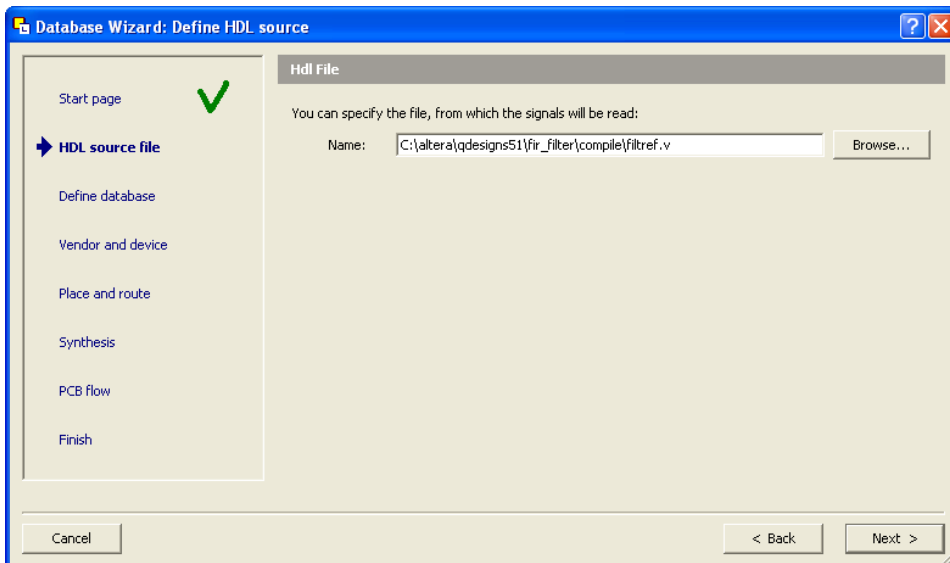 Database Wizard: Define HDL source
Hdl File
Start page
You can specify the file, from which the signals will be read:
HDL source file
Name: C:\altera\qdesigns51\fir_filter\compile\filtref.v Browse...
Define database
Vendor and device
Place and route
Synthesis
PCB flow
Finish
Cancel < Back Next >